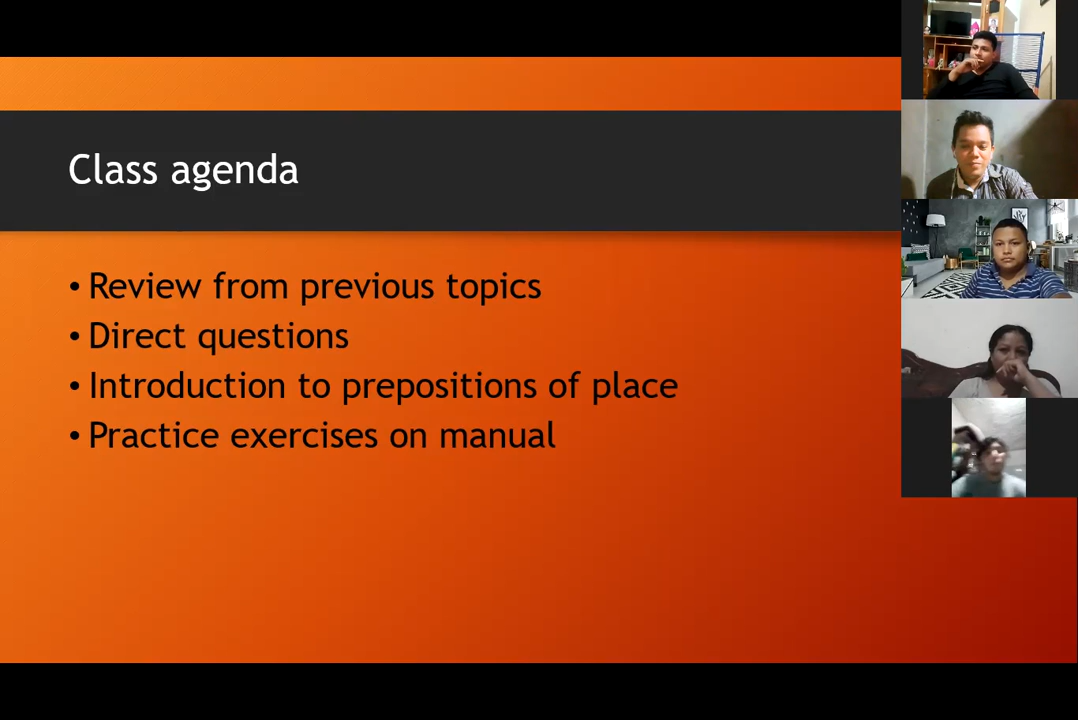 Class agenda
• Review from previous topics
• Direct questions
• Introduction to prepositions of place
• Practice exercises on manual